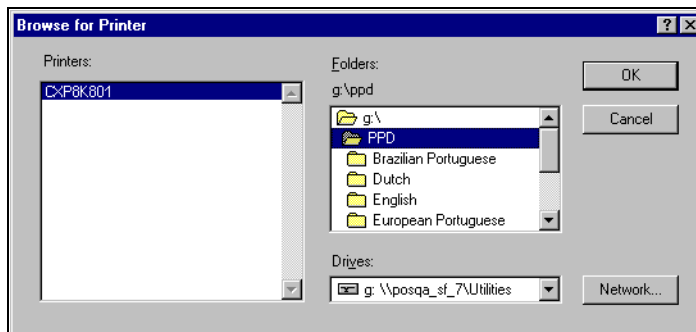 Browse for Printer
Printers:
CXP8K801
Folders:
g:\ppd
g:\
PPD
Brazilian Portuguese
Dutch
English
European Portuguese
Drives:
g: \\posqa_sf_7\Utilities
OK
Cancel
Network...